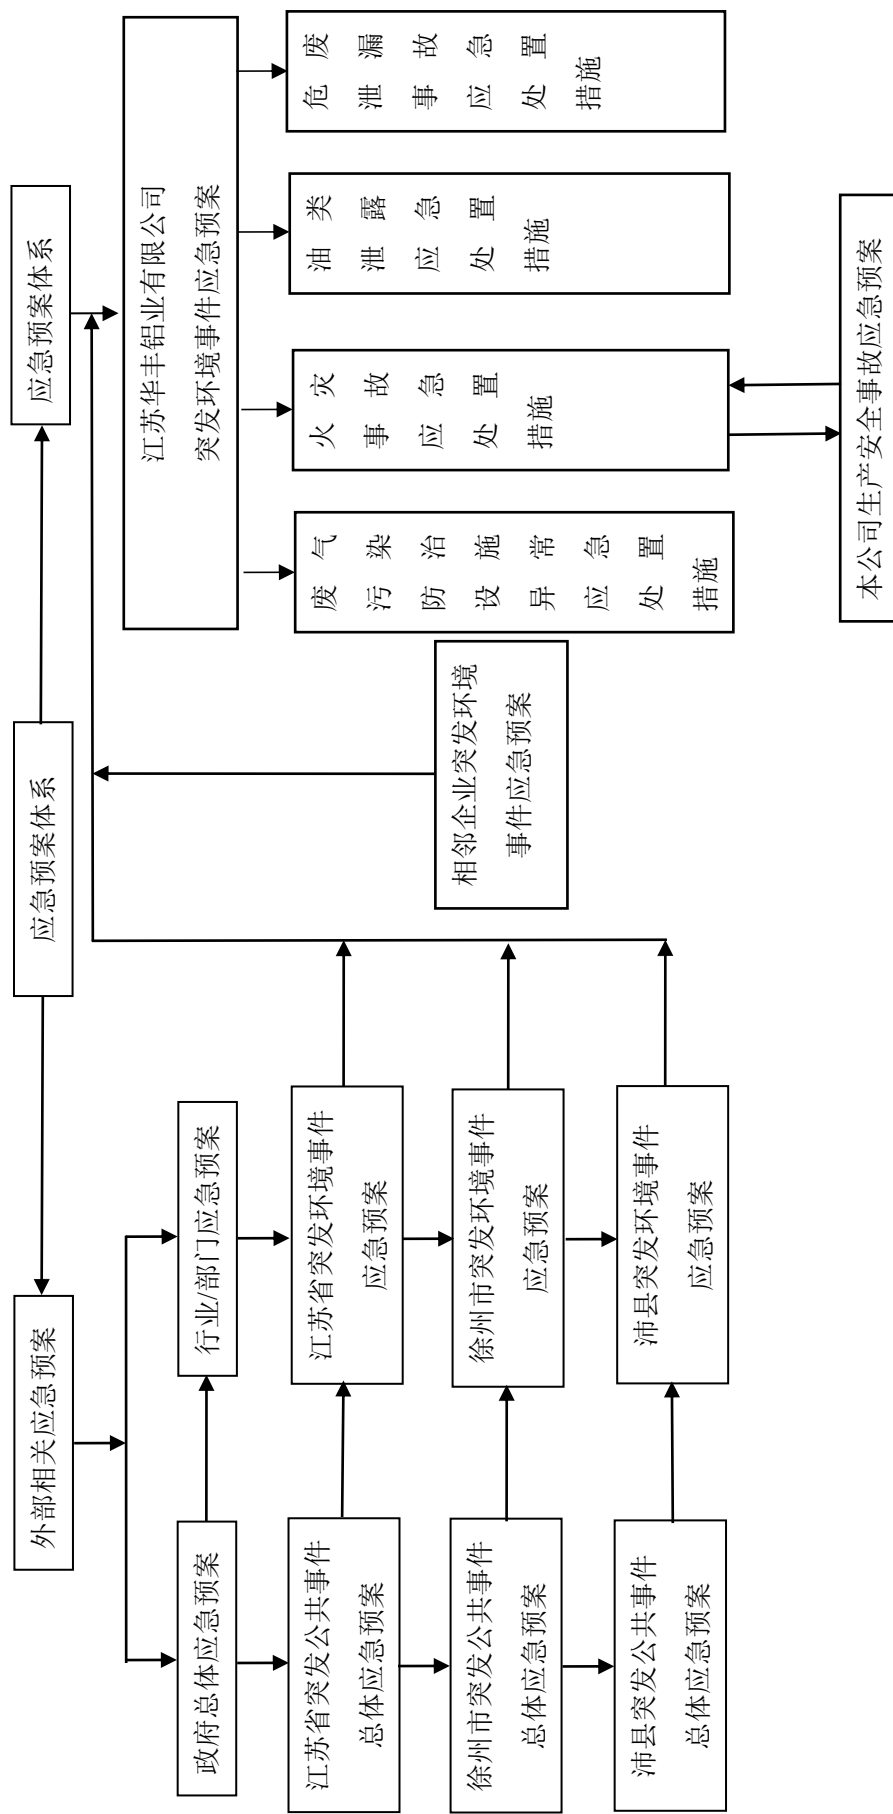 外部相关应急预案
应急预案体系
应急预案体系
政府总体应急预案
行业/部门应急预案
江苏华丰铝业有限公司
突发环境事件应急预案
江苏省突发公共事件
总体应急预案
江苏省突发环境事件
应急预案
徐州市突发公共事件
总体应急预案
徐州市突发环境事件
应急预案
沛县突发公共事件
总体应急预案
沛县突发环境事件
应急预案
相邻企业突发环境
事件应急预案
废气
污染
防治
设施
异常
应急
处置
措施
火灾
事故
应急
处置
措施
油类
泄露
应急
处置
措施
危废
泄漏
事故
应急
处置
措施
本公司生产安全事故应急预案